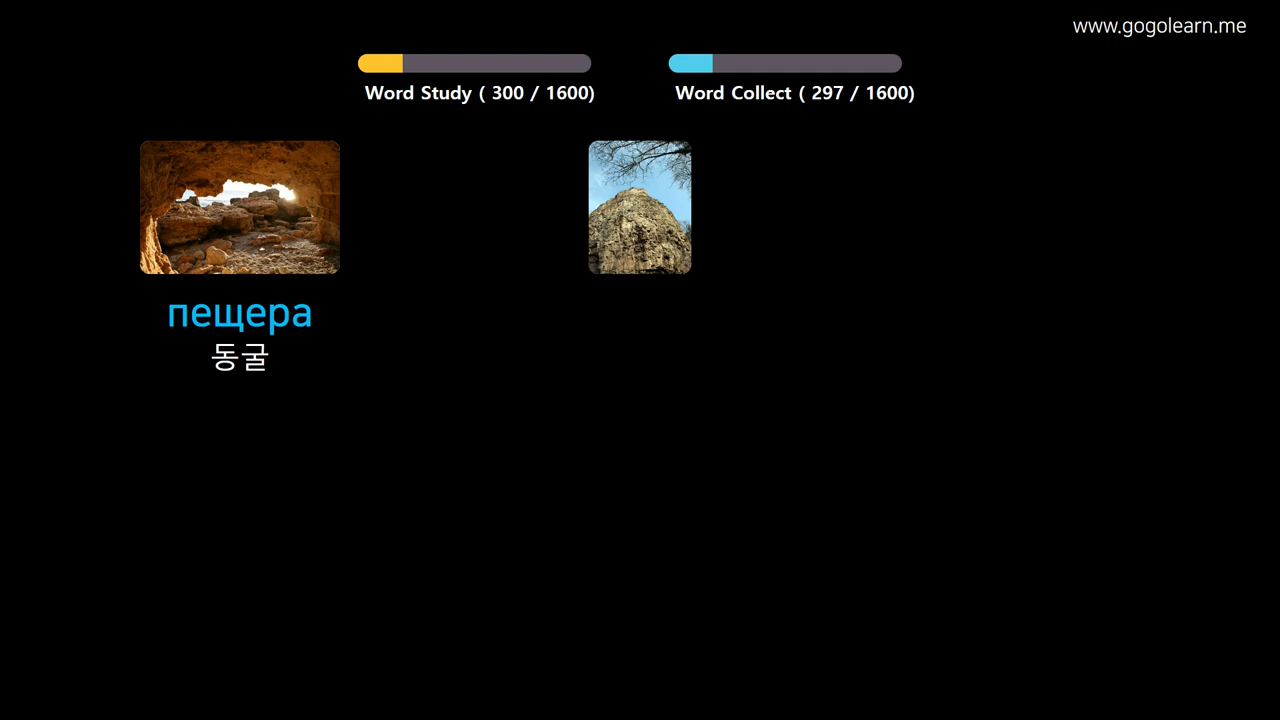 www.gogolearn.me
Word Study ( 300 / 1600)
Word Collect ( 297 / 1600)
пещера
동굴